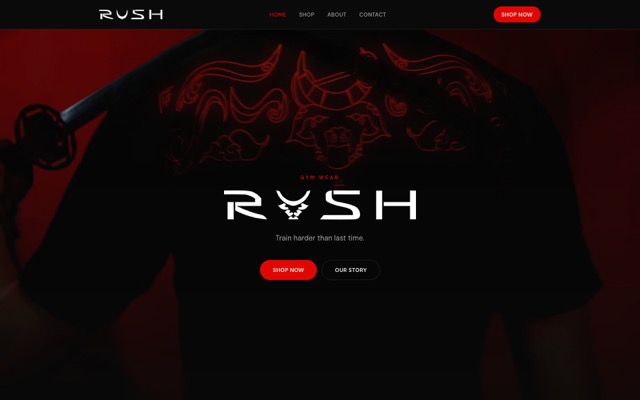 RUSH
HOME SHOP ABOUT CONTACT
SHOP NOW
GYM WEAR
RUSH
Train harder than last time.
SHOP NOW OUR STORY